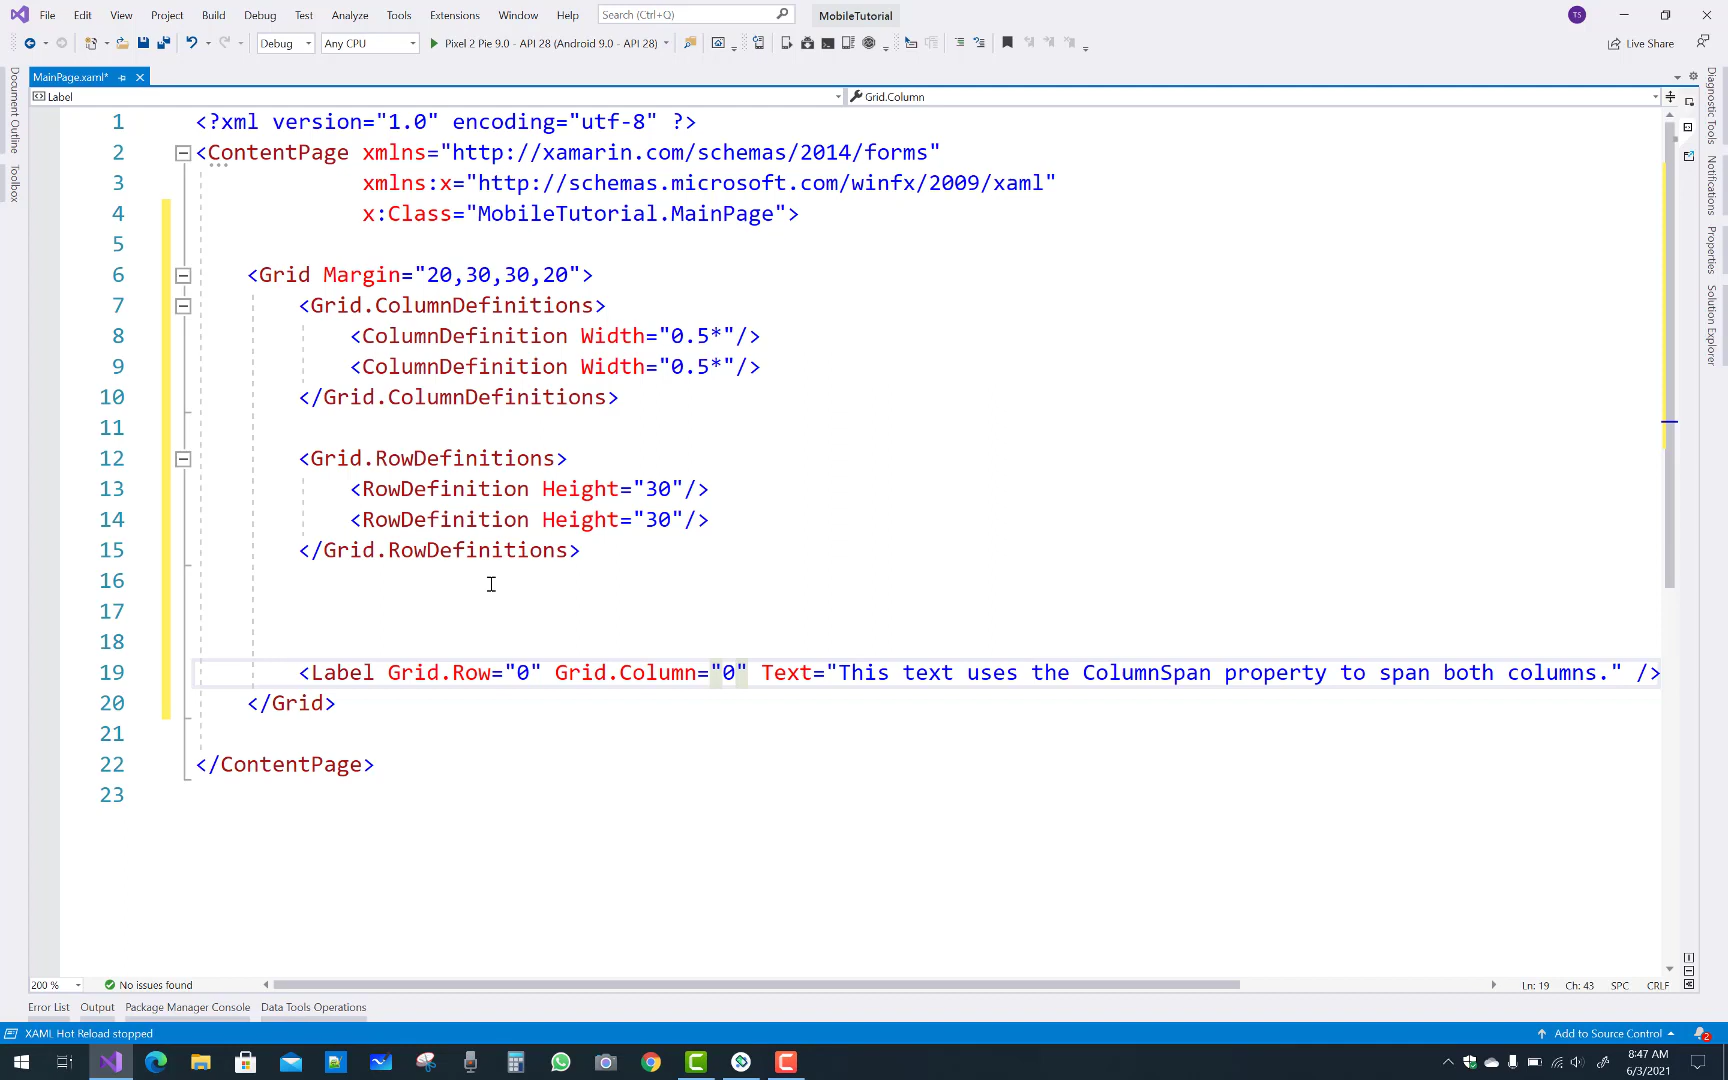 File Edit View Project Build Debug Test Analyze Tools Extensions Window Help Search (Ctrl+Q) MobileTutorial TS
Debug Any CPU Pixel 2 Pie 9.0 - API 28 (Android 9.0 - API 28) Live Share
MainPage.xaml*
Label Grid.Column
Document Outline
Toolbox
Diagnostic Tools
Notifications
Properties
Solution Explorer
1 <?xml version="1.0" encoding="utf-8" ?>
2 <ContentPage xmlns="http://xamarin.com/schemas/2014/forms"
3 xmlns:x="http://schemas.microsoft.com/winfx/2009/xaml"
4 x:Class="MobileTutorial.MainPage">
5
6 <Grid Margin="20,30,30,20">
7 <Grid.ColumnDefinitions>
8 <ColumnDefinition Width="0.5*"/>
9 <ColumnDefinition Width="0.5*"/>
10 </Grid.ColumnDefinitions>
11
12 <Grid.RowDefinitions>
13 <RowDefinition Height="30"/>
14 <RowDefinition Height="30"/>
15 </Grid.RowDefinitions>
16
17
18
19 <Label Grid.Row="0" Grid.Column="0" Text="This text uses the ColumnSpan property to span both columns." />
20 </Grid>
21
22 </ContentPage>
23
200 % No issues found Ln: 19 Ch: 43 SPC CRLF
Error List Output Package Manager Console Data Tools Operations
XAML Hot Reload stopped Add to Source Control 2
8:47 AM
6/3/2021